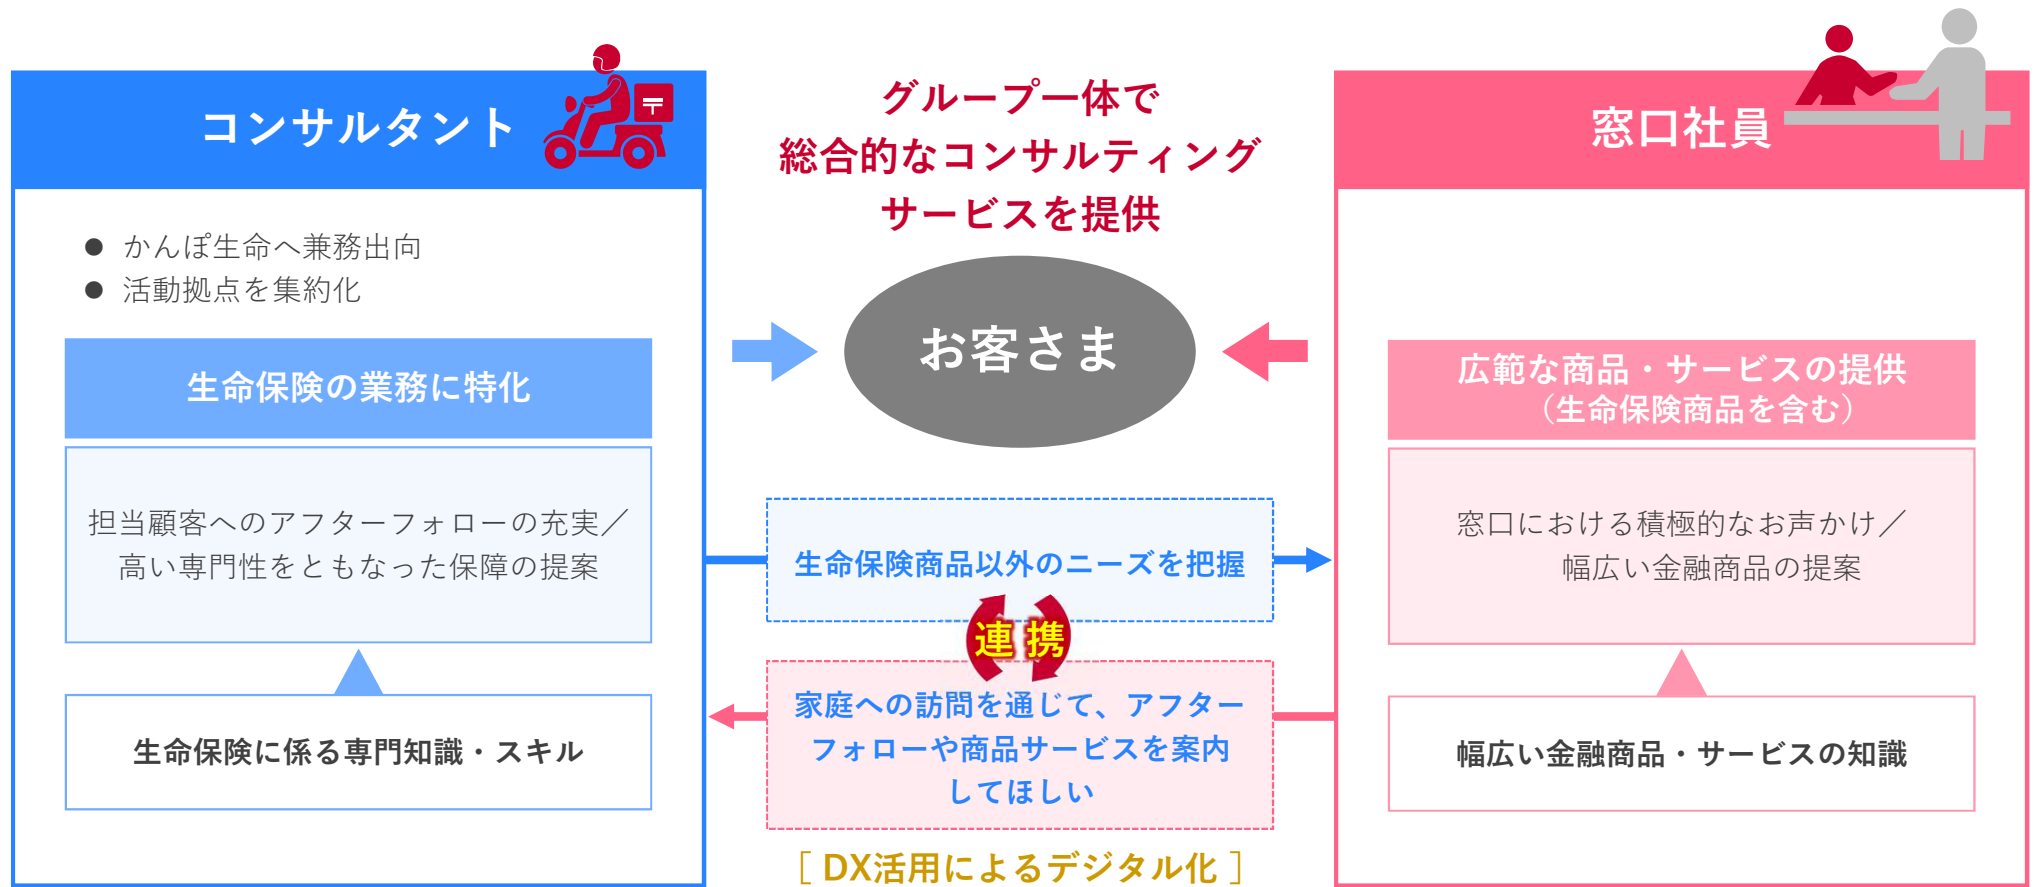 コンサルタント
● かんぽ生命へ兼務出向
● 活動拠点を集約化
生命保険の業務に特化
担当顧客へのアフターフォローの充実／
高い専門性をともなった保障の提案
生命保険に係る専門知識・スキル
グループ一体で
総合的なコンサルティング
サービスを提供
お客さま
生命保険商品以外のニーズを把握
連携
家庭への訪問を通じて、アフター
フォローや商品サービスを案内
してほしい
［ DX活用によるデジタル化 ］
窓口社員
広範な商品・サービスの提供
（生命保険商品を含む）
窓口における積極的なお声かけ／
幅広い金融商品の提案
幅広い金融商品・サービスの知識